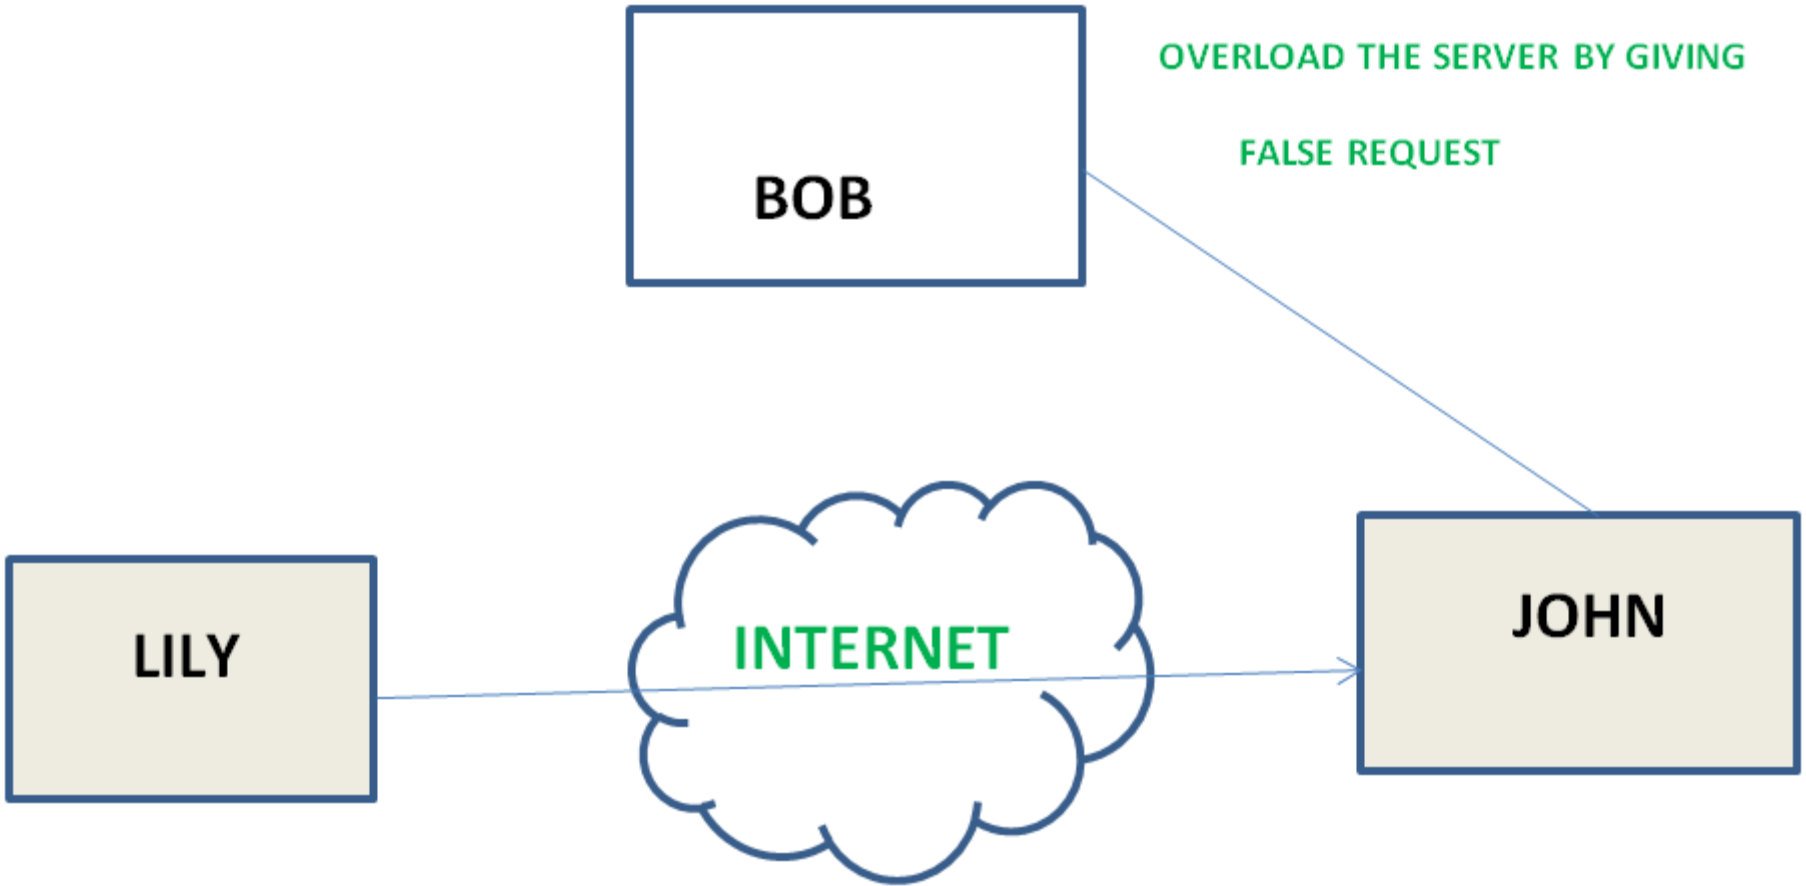 OVERLOAD THE SERVER BY GIVING
FALSE REQUEST
BOB
LILY
INTERNET
JOHN